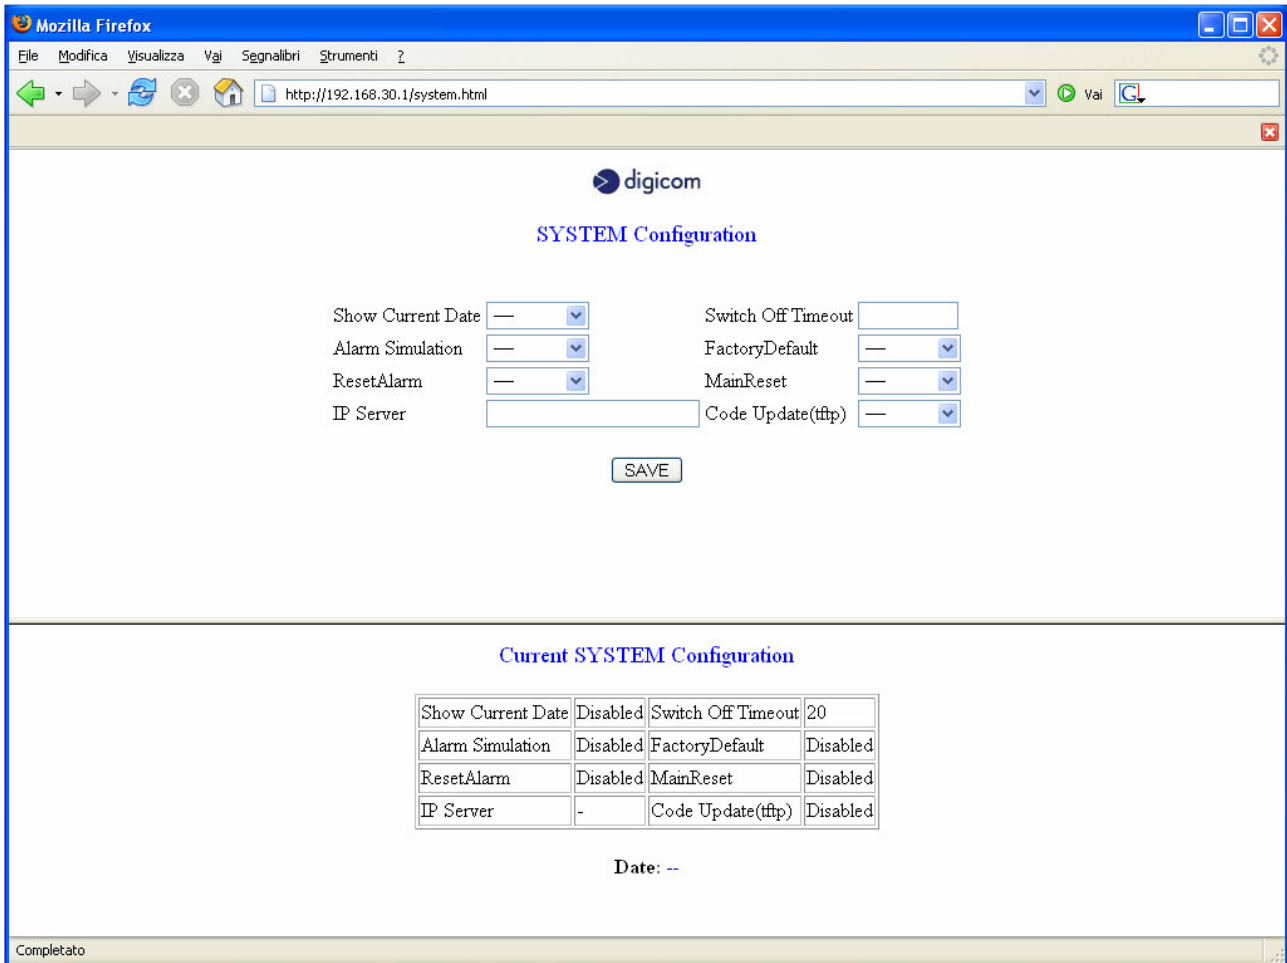 Mozilla Firefox
File Modifica Visualizza Vai Segnalibri Strumenti ?
http://192.168.30.1/system.html Vai G
digicom
SYSTEM Configuration
Show Current Date — Switch Off Timeout
Alarm Simulation — FactoryDefault —
ResetAlarm — MainReset —
IP Server Code Update(tftp) —
SAVE
Current SYSTEM Configuration
Show Current Date Disabled Switch Off Timeout 20
Alarm Simulation Disabled FactoryDefault Disabled
ResetAlarm Disabled MainReset Disabled
IP Server - Code Update(tftp) Disabled
Date: --
Completato